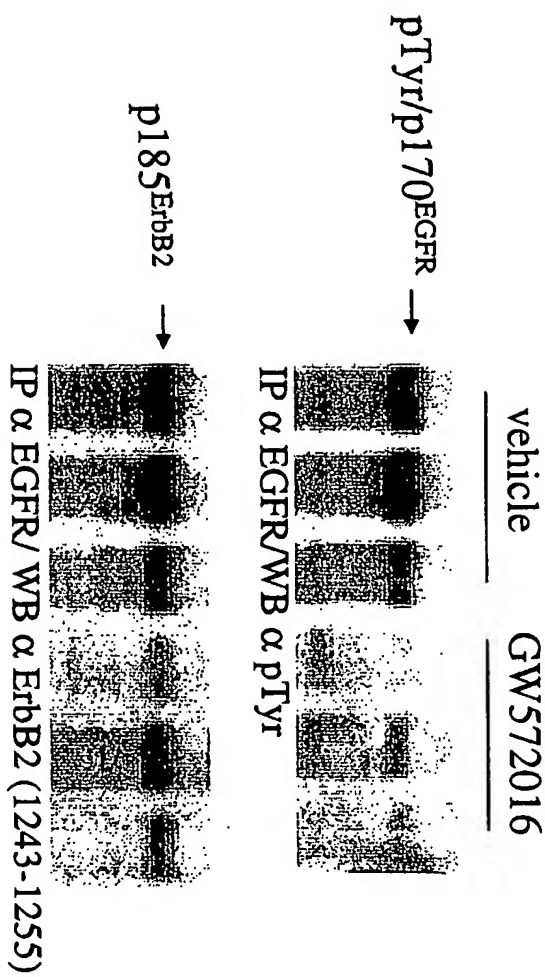 vehicle GW572016
pTyr/p170EGFR
IP α EGFR/WB α pTyr
p185ErbB2
IP α EGFR/ WB α ErbB2 (1243-1255)